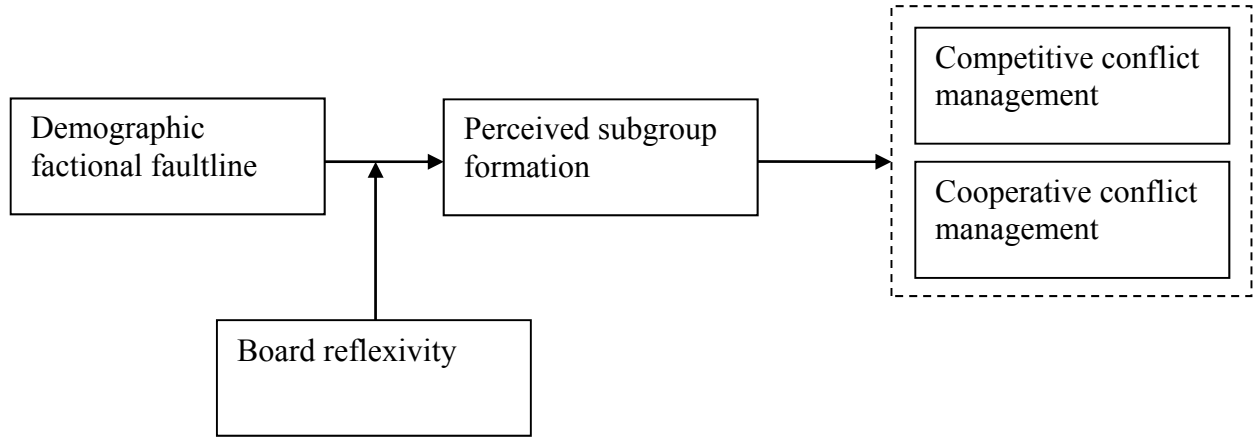 Demographic
factional faultline
Perceived subgroup
formation
Competitive conflict
management
Cooperative conflict
management
Board reflexivity